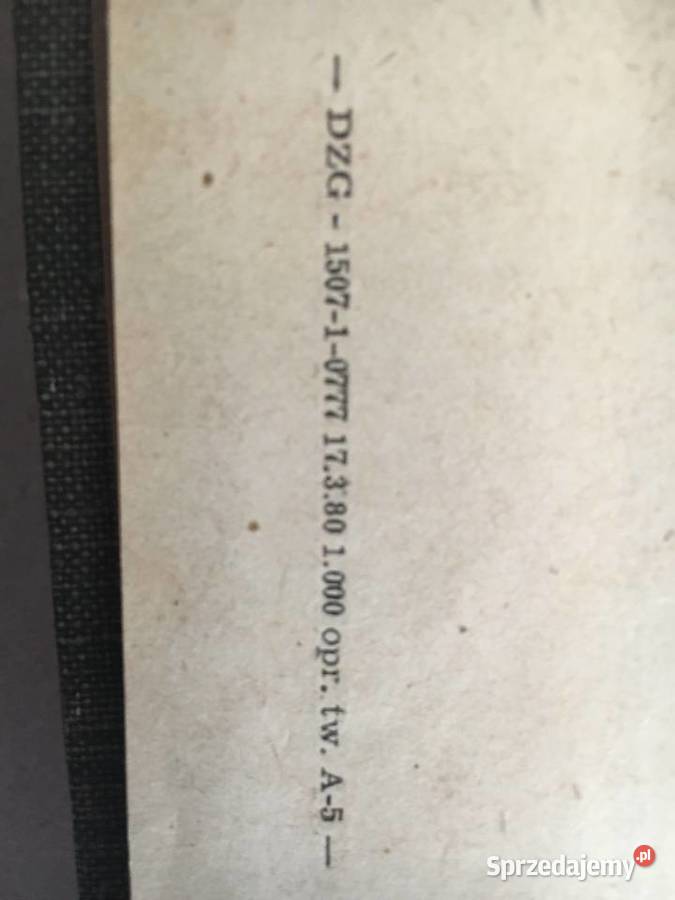 — DZG - 1507-1-0777 17.3.80 1.000 opr. tw. A-5 —
Sprzedajemy.pl